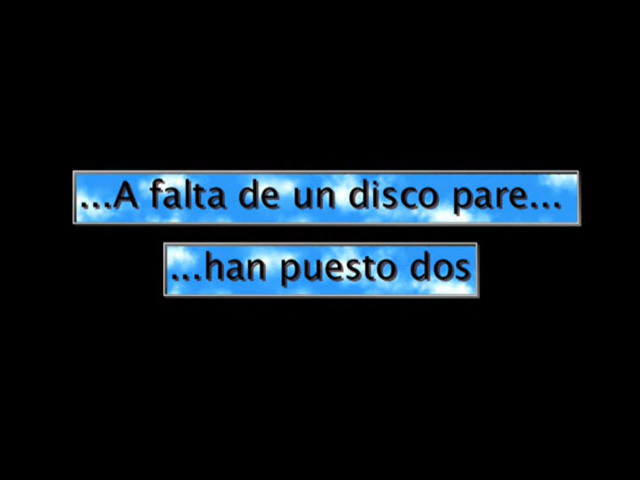 ...A falta de un disco pare...
...han puesto dos